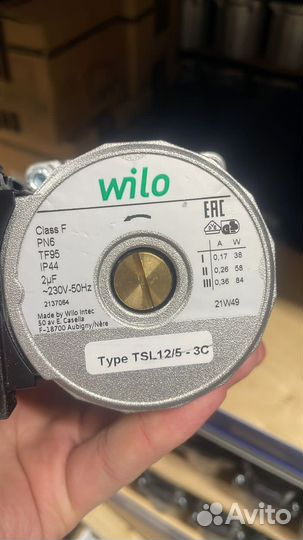 wilo
Class F
PN6
TF95
IP44
2µF
~230V-50Hz
2137064
Made by Wilo Intec
50 av E. Casella
F-18700 Aubigny/Nère
EAC
A W
I 0,17 38
II 0,26 58
III 0,36 84
21W49
Type TSL12/5 - 3C
Avito